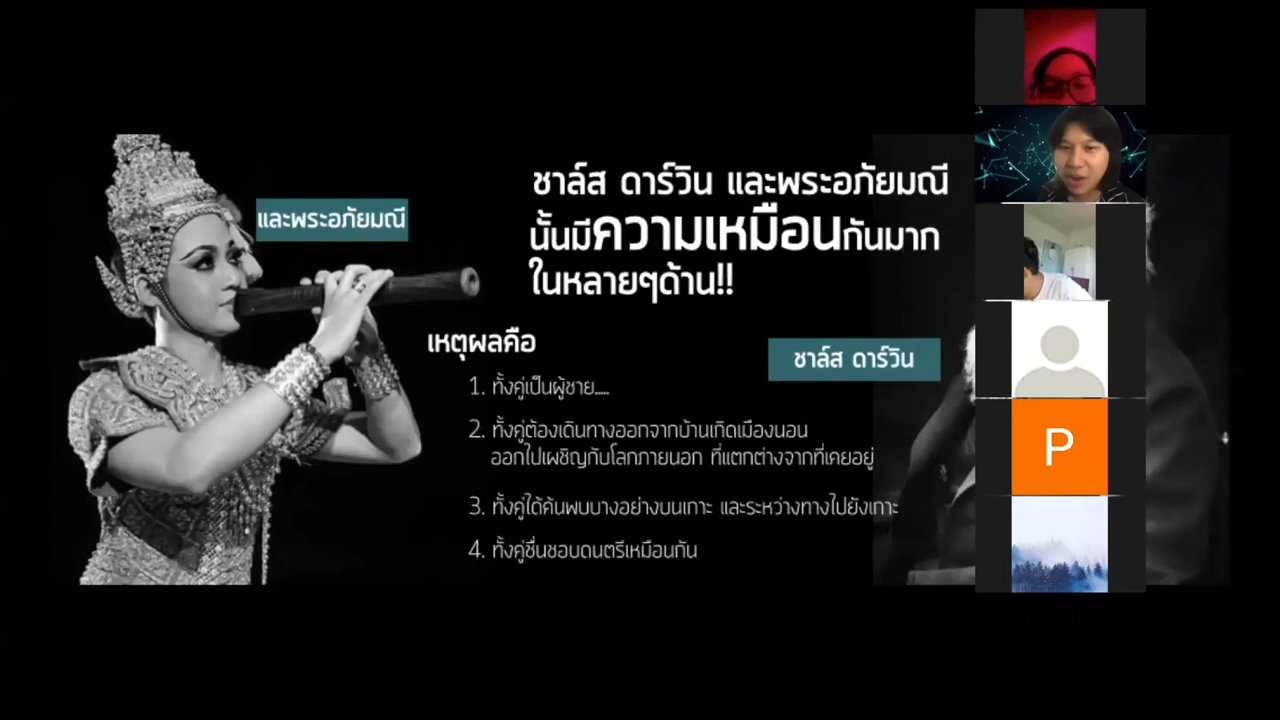 และพระอภัยมณี
ชาล์ส ดาร์วิน และพระอภัยมณี
นั้นมีความเหมือนกันมาก
ในหลายๆด้าน!!
เหตุผลคือ
ชาล์ส ดาร์วิน
1. ทั้งคู่เป็นผู้ชาย.....
2. ทั้งคู่ต้องเดินทางออกจากบ้านเกิดเมืองนอน
ออกไปเผชิญกับโลกภายนอก ที่แตกต่างจากที่เคยอยู่
3. ทั้งคู่ได้ค้นพบบางอย่างบนเกาะ และระหว่างทางไปยังเกาะ
4. ทั้งคู่ชื่นชอบดนตรีเหมือนกัน
P